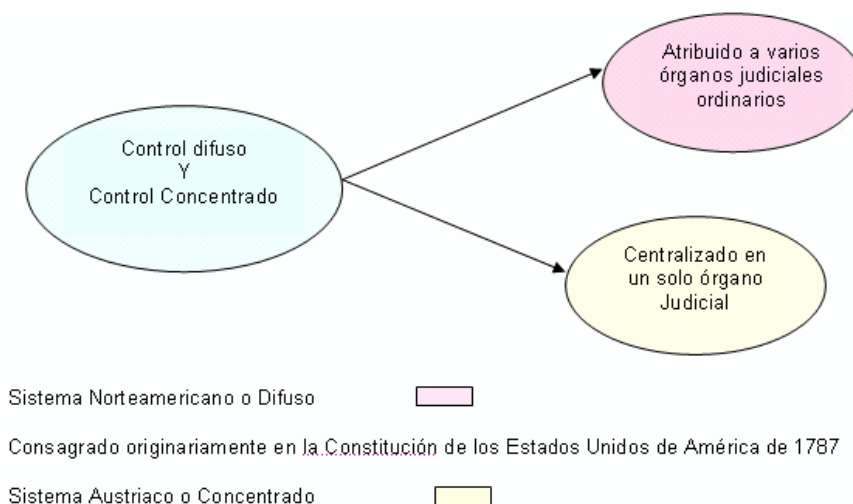 Atribuido a varios
órganos judiciales
ordinarios
Control difuso
Y
Control Concentrado
Centralizado en
un solo órgano
Judicial
Sistema Norteamericano o Difuso
Consagrado originariamente en la Constitución de los Estados Unidos de América de 1787
Sistema Austriaco o Concentrado